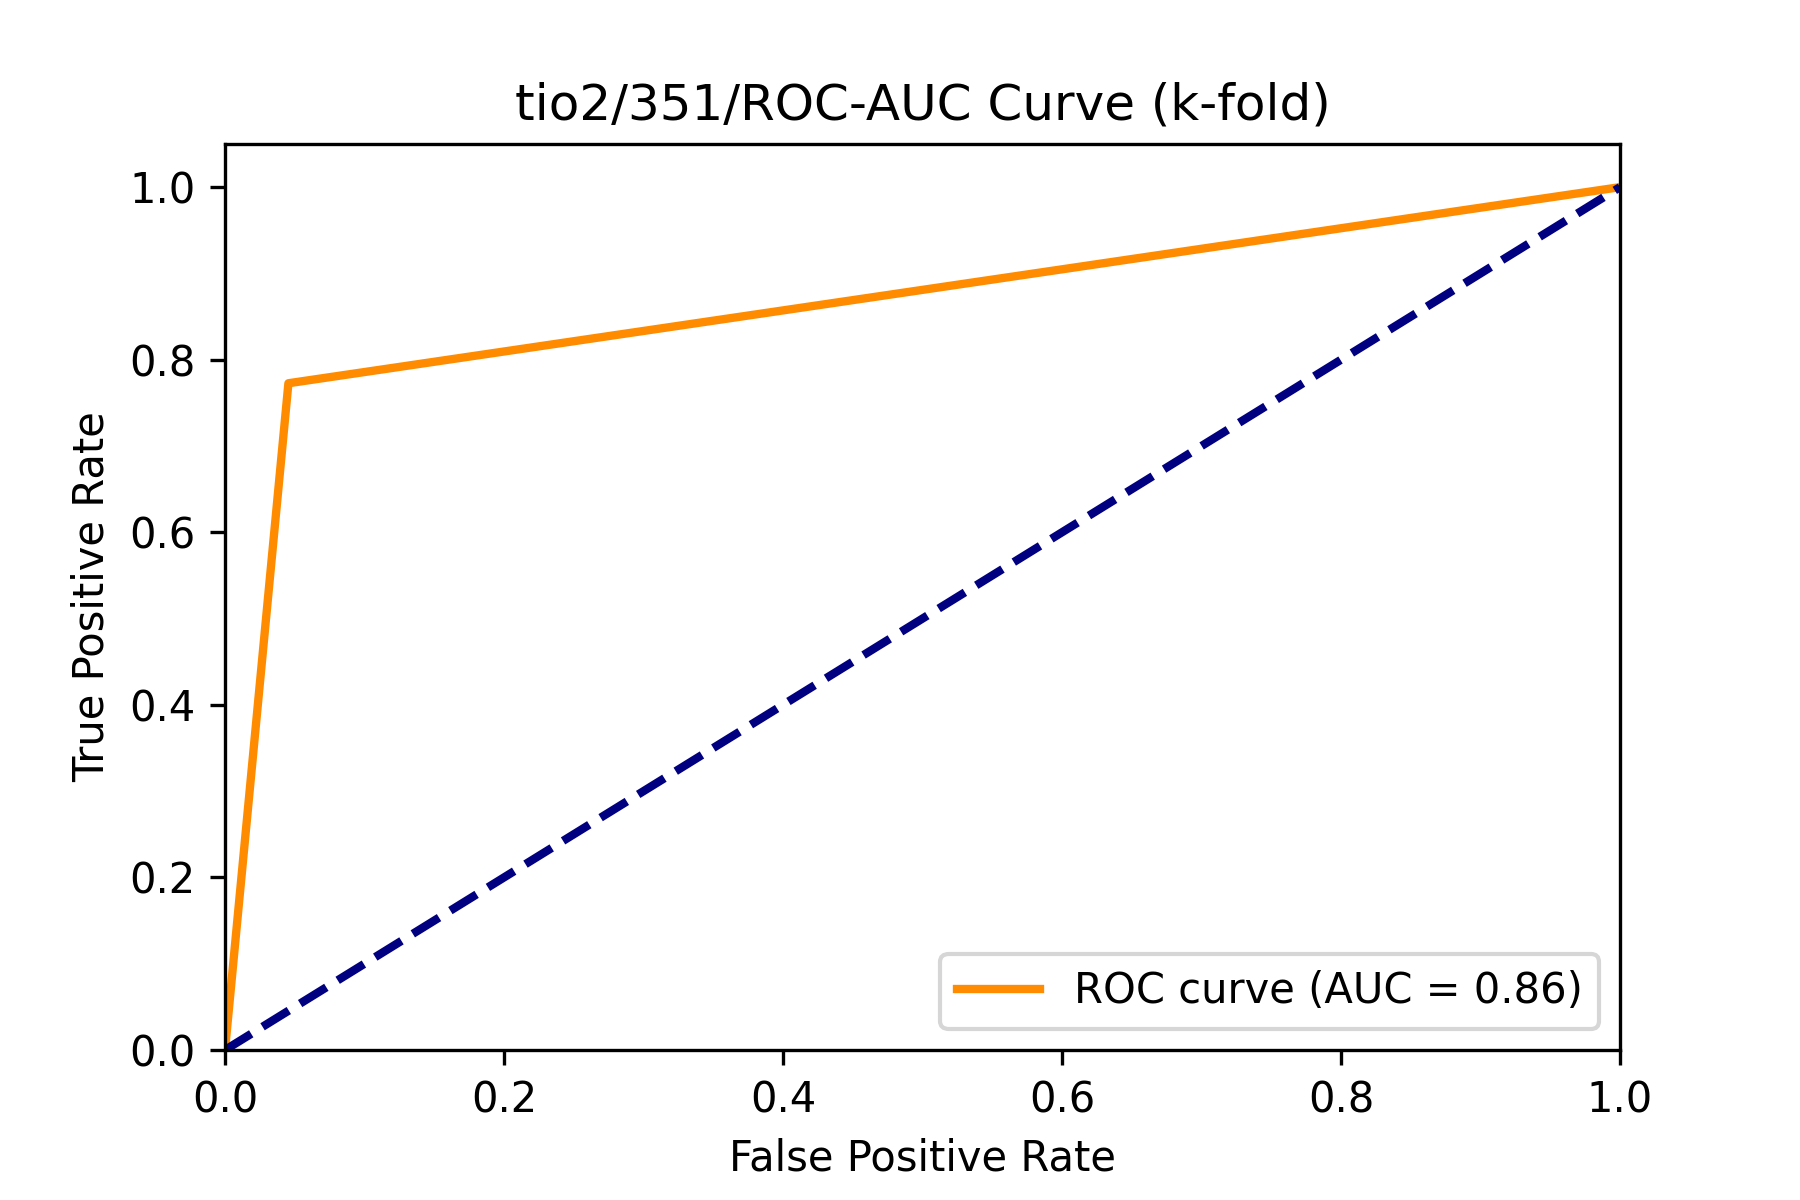 tio2/351/ROC-AUC Curve (k-fold)
1.0
0.8
0.6
0.4
0.2
0.0
True Positive Rate
ROC curve (AUC = 0.86)
0.0 0.2 0.4 0.6 0.8 1.0
False Positive Rate